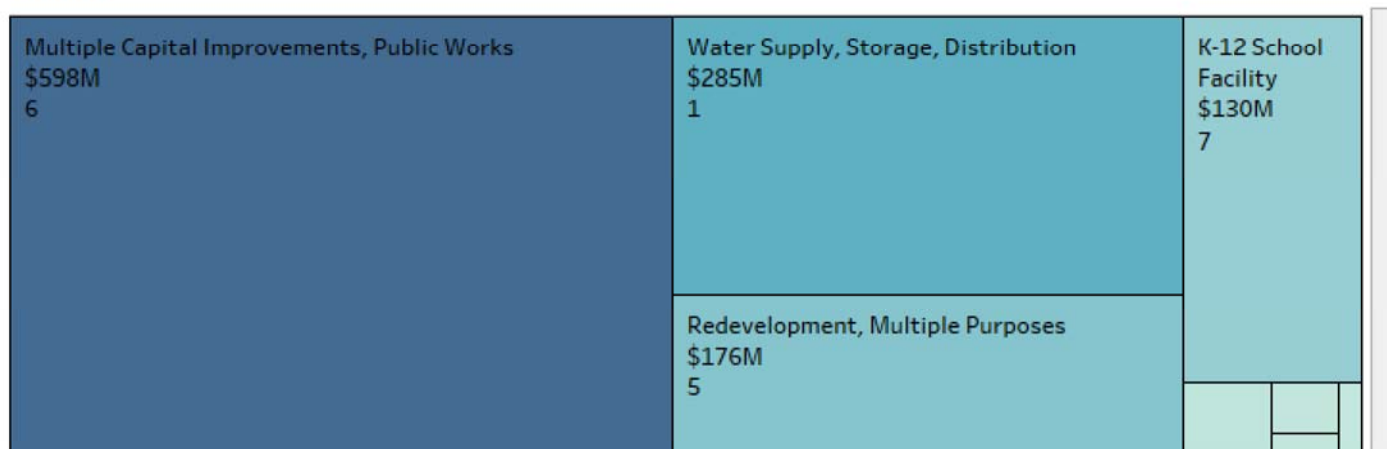 Multiple Capital Improvements, Public Works
$598M
6
Water Supply, Storage, Distribution
$285M
1
Redevelopment, Multiple Purposes
$176M
5
K-12 School
Facility
$130M
7